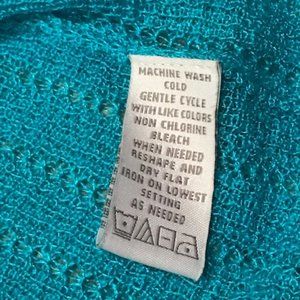 MACHINE WASH
COLD
GENTLE CYCLE
WITH LIKE COLORS
NON CHLORINE
BLEACH
WHEN NEEDED
RESHAPE AND
DRY FLAT
IRON ON LOWEST
SETTING
AS NEEDED